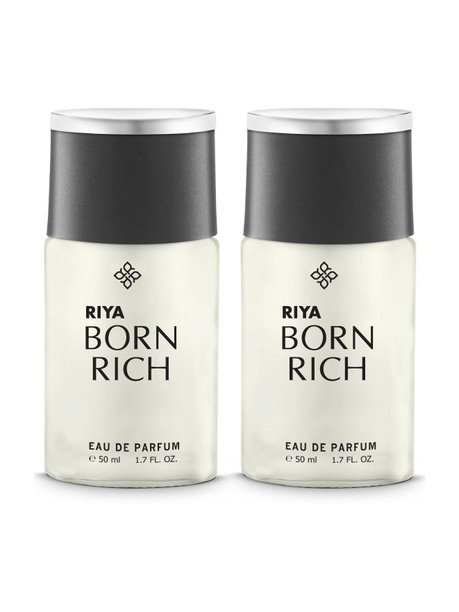 RIYA
BORN
RICH
EAU DE PARFUM
℮ 50 ml 1.7 FL. OZ.
RIYA
BORN
RICH
EAU DE PARFUM
℮ 50 ml 1.7 FL. OZ.